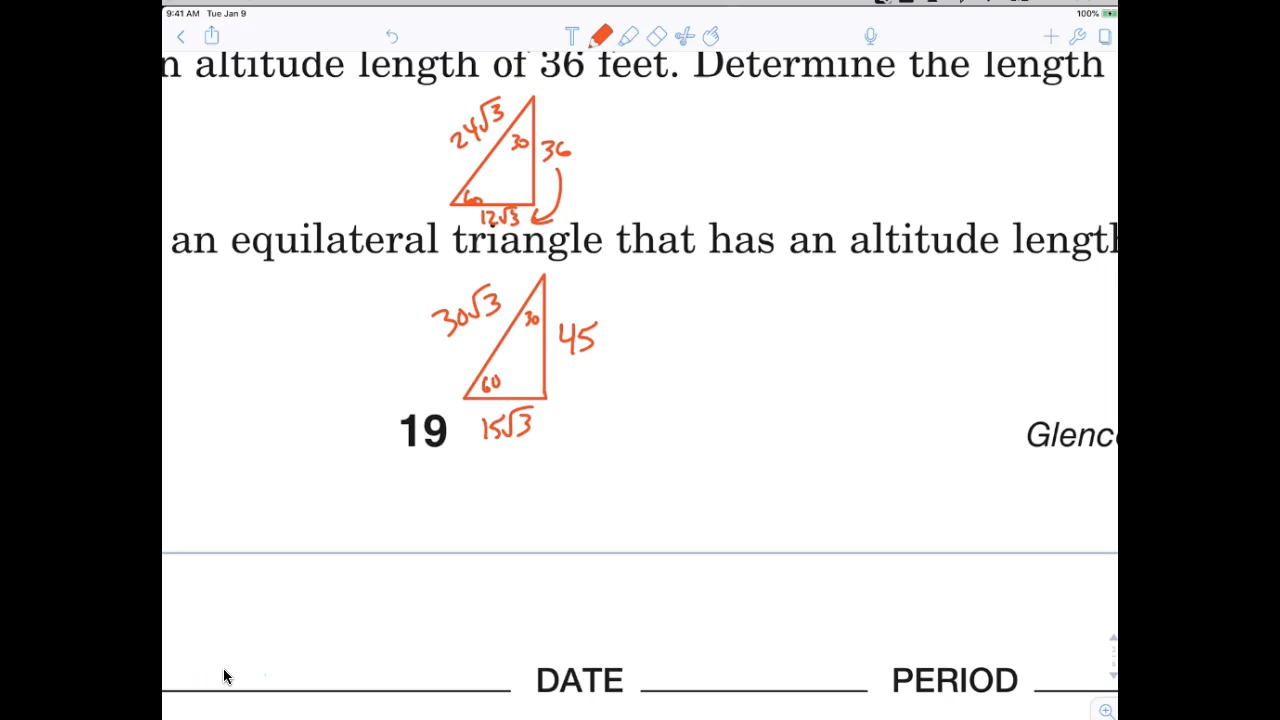 9:41 AM Tue Jan 9
100%
n altitude length of 36 feet. Determine the length
24√3
30
36
60
12√3
an equilateral triangle that has an altitude length
30√3
30
45
60
15√3
19
Glenc
DATE
PERIOD